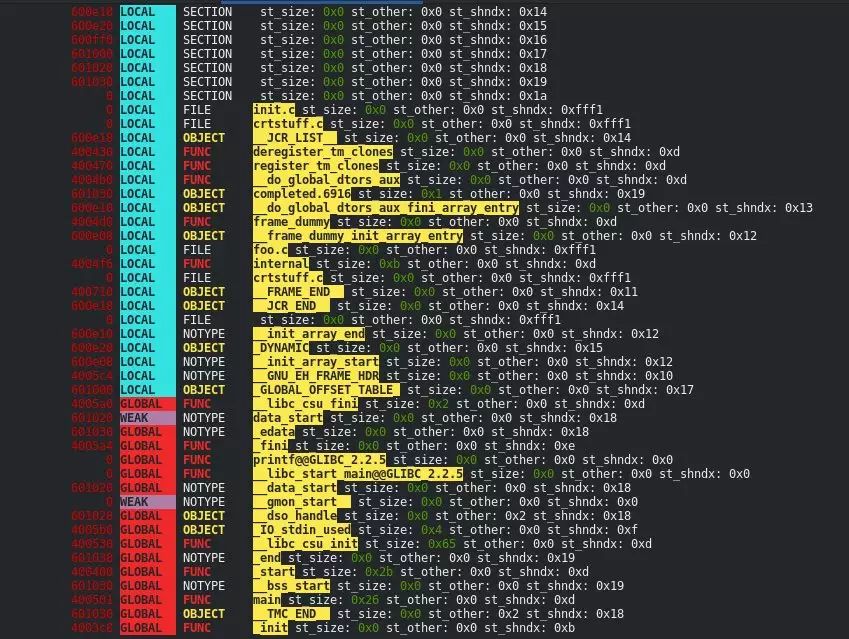 600e10 LOCAL SECTION st_size: 0x0 st_other: 0x0 st_shndx: 0x14
600e20 LOCAL SECTION st_size: 0x0 st_other: 0x0 st_shndx: 0x15
600ff0 LOCAL SECTION st_size: 0x0 st_other: 0x0 st_shndx: 0x16
601000 LOCAL SECTION st_size: 0x0 st_other: 0x0 st_shndx: 0x17
601020 LOCAL SECTION st_size: 0x0 st_other: 0x0 st_shndx: 0x18
601030 LOCAL SECTION st_size: 0x0 st_other: 0x0 st_shndx: 0x19
0 LOCAL SECTION st_size: 0x0 st_other: 0x0 st_shndx: 0x1a
0 LOCAL FILE init.c st_size: 0x0 st_other: 0x0 st_shndx: 0xfff1
0 LOCAL FILE crtstuff.c st_size: 0x0 st_other: 0x0 st_shndx: 0xfff1
600e18 LOCAL OBJECT __JCR_LIST__ st_size: 0x0 st_other: 0x0 st_shndx: 0x14
400430 LOCAL FUNC deregister_tm_clones st_size: 0x0 st_other: 0x0 st_shndx: 0xd
400470 LOCAL FUNC register_tm_clones st_size: 0x0 st_other: 0x0 st_shndx: 0xd
4004b0 LOCAL FUNC __do_global_dtors_aux st_size: 0x0 st_other: 0x0 st_shndx: 0xd
601030 LOCAL OBJECT completed.6916 st_size: 0x1 st_other: 0x0 st_shndx: 0x19
600e10 LOCAL OBJECT __do_global_dtors_aux_fini_array_entry st_size: 0x0 st_other: 0x0 st_shndx: 0x13
4004d0 LOCAL FUNC frame_dummy st_size: 0x0 st_other: 0x0 st_shndx: 0xd
600e08 LOCAL OBJECT __frame_dummy_init_array_entry st_size: 0x0 st_other: 0x0 st_shndx: 0x12
0 LOCAL FILE foo.c st_size: 0x0 st_other: 0x0 st_shndx: 0xfff1
4004f6 LOCAL FUNC internal st_size: 0xb st_other: 0x0 st_shndx: 0xd
0 LOCAL FILE crtstuff.c st_size: 0x0 st_other: 0x0 st_shndx: 0xfff1
400710 LOCAL OBJECT __FRAME_END__ st_size: 0x0 st_other: 0x0 st_shndx: 0x11
600e18 LOCAL OBJECT __JCR_END__ st_size: 0x0 st_other: 0x0 st_shndx: 0x14
0 LOCAL FILE st_size: 0x0 st_other: 0x0 st_shndx: 0xfff1
600e10 LOCAL NOTYPE __init_array_end st_size: 0x0 st_other: 0x0 st_shndx: 0x12
600e20 LOCAL OBJECT _DYNAMIC st_size: 0x0 st_other: 0x0 st_shndx: 0x15
600e08 LOCAL NOTYPE __init_array_start st_size: 0x0 st_other: 0x0 st_shndx: 0x12
4005c4 LOCAL NOTYPE __GNU_EH_FRAME_HDR st_size: 0x0 st_other: 0x0 st_shndx: 0x10
601000 LOCAL OBJECT _GLOBAL_OFFSET_TABLE_ st_size: 0x0 st_other: 0x0 st_shndx: 0x17
4005a0 GLOBAL FUNC __libc_csu_fini st_size: 0x2 st_other: 0x0 st_shndx: 0xd
601020 WEAK NOTYPE data_start st_size: 0x0 st_other: 0x0 st_shndx: 0x18
601030 GLOBAL NOTYPE _edata st_size: 0x0 st_other: 0x0 st_shndx: 0x18
4005a4 GLOBAL FUNC _fini st_size: 0x0 st_other: 0x0 st_shndx: 0xe
0 GLOBAL FUNC printf@@GLIBC_2.2.5 st_size: 0x0 st_other: 0x0 st_shndx: 0x0
0 GLOBAL FUNC __libc_start_main@@GLIBC_2.2.5 st_size: 0x0 st_other: 0x0 st_shndx: 0x0
601020 GLOBAL NOTYPE __data_start st_size: 0x0 st_other: 0x0 st_shndx: 0x18
0 WEAK NOTYPE __gmon_start__ st_size: 0x0 st_other: 0x0 st_shndx: 0x0
601028 GLOBAL OBJECT __dso_handle st_size: 0x0 st_other: 0x2 st_shndx: 0x18
4005b0 GLOBAL OBJECT _IO_stdin_used st_size: 0x4 st_other: 0x0 st_shndx: 0xf
400530 GLOBAL FUNC __libc_csu_init st_size: 0x65 st_other: 0x0 st_shndx: 0xd
601038 GLOBAL NOTYPE _end st_size: 0x0 st_other: 0x0 st_shndx: 0x19
400400 GLOBAL FUNC _start st_size: 0x2b st_other: 0x0 st_shndx: 0xd
601030 GLOBAL NOTYPE __bss_start st_size: 0x0 st_other: 0x0 st_shndx: 0x19
400501 GLOBAL FUNC main st_size: 0x26 st_other: 0x0 st_shndx: 0xd
601030 GLOBAL OBJECT __TMC_END__ st_size: 0x0 st_other: 0x2 st_shndx: 0x18
4003c8 GLOBAL FUNC _init st_size: 0x0 st_other: 0x0 st_shndx: 0xb